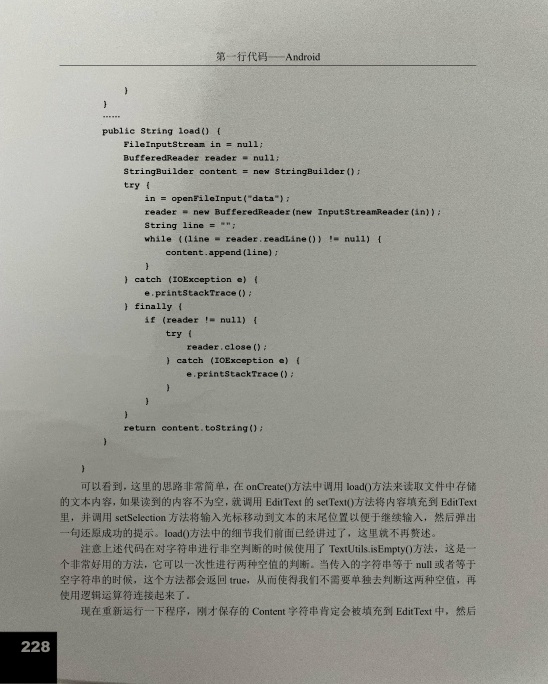 第一行代码——Android
}
}
……
public String load() {
FileInputStream in = null;
BufferedReader reader = null;
StringBuilder content = new StringBuilder();
try {
in = openFileInput("data");
reader = new BufferedReader(new InputStreamReader(in));
String line = "";
while ((line = reader.readLine()) != null) {
content.append(line);
}
} catch (IOException e) {
e.printStackTrace();
} finally {
if (reader != null) {
try {
reader.close();
} catch (IOException e) {
e.printStackTrace();
}
}
}
return content.toString();
}
}
可以看到，这里的思路非常简单，在 onCreate()方法中调用 load()方法来读取文件中存储
的文本内容，如果读到的内容不为空，就调用 EditText 的 setText()方法将内容填充到 EditText
里，并调用 setSelection 方法将输入光标移动到文本的末尾位置以便于继续输入，然后弹出
一句还原成功的提示。load()方法中的细节我们前面已经讲过了，这里就不再赘述。
注意上述代码在对字符串进行非空判断的时候使用了 TextUtils.isEmpty()方法，这是一
个非常好用的方法，它可以一次性进行两种空值的判断。当传入的字符串等于 null 或者等于
空字符串的时候，这个方法都会返回 true，从而使得我们不需要单独去判断这两种空值，再
使用逻辑运算符连接起来了。
现在重新运行一下程序，刚才保存的 Content 字符串肯定会被填充到 EditText 中，然后
228